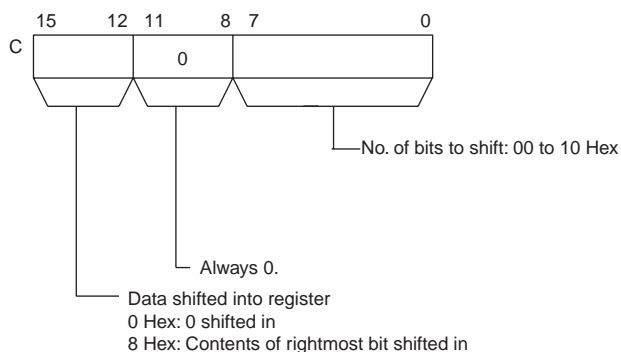 15 12 11 8 7 0
C
0
No. of bits to shift: 00 to 10 Hex
Always 0.
Data shifted into register
0 Hex: 0 shifted in
8 Hex: Contents of rightmost bit shifted in